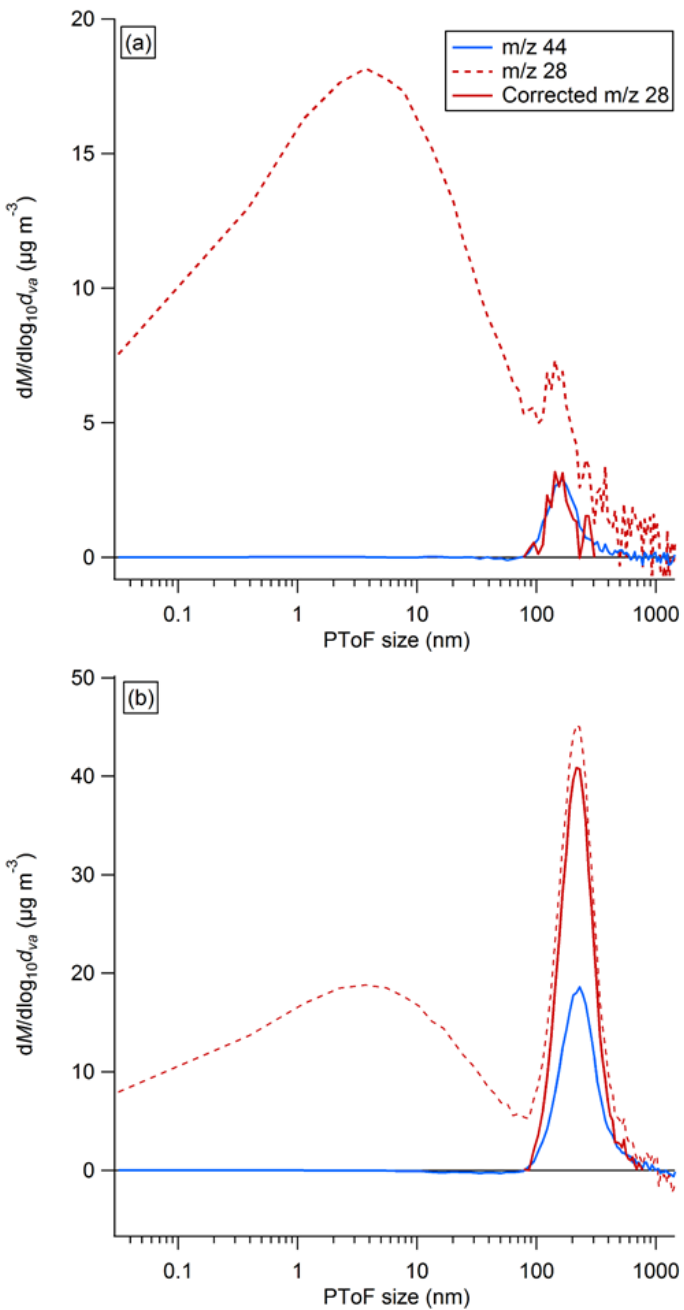 (a)
m/z 44
m/z 28
Corrected m/z 28
20
15
10
5
0
dM/dlog₁₀dᵥₐ (µg m⁻³)
0.1 1 10 100 1000
PToF size (nm)
(b)
50
40
30
20
10
0
dM/dlog₁₀dᵥₐ (µg m⁻³)
0.1 1 10 100 1000
PToF size (nm)